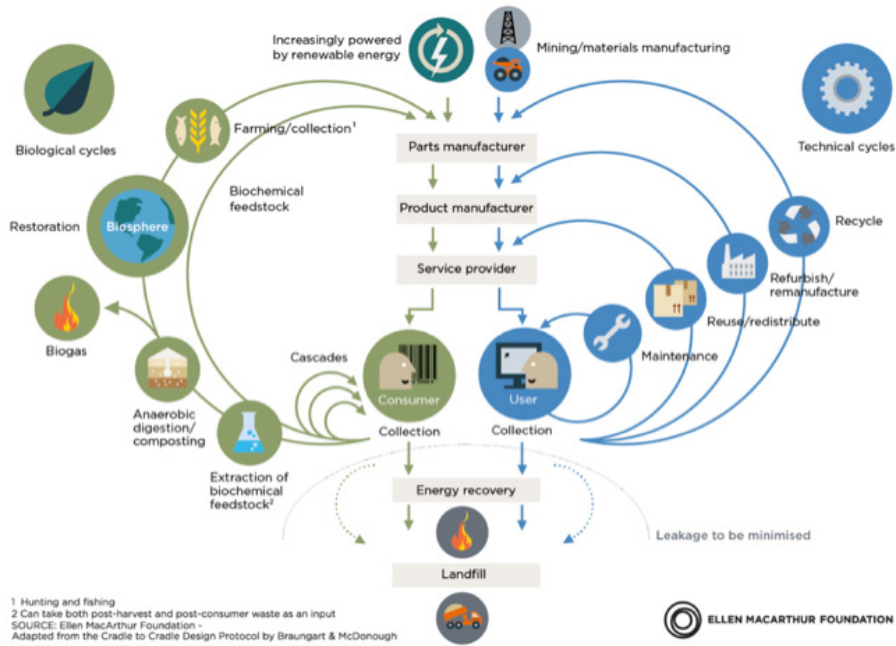 Increasingly powered
by renewable energy
Mining/materials manufacturing
Biological cycles
Farming/collection¹
Parts manufacturer
Technical cycles
Biochemical
feedstock
Product manufacturer
Restoration
Biosphere
Recycle
Service provider
Refurbish/
remanufacture
Biogas
Reuse/redistribute
Cascades
Maintenance
Consumer
User
Anaerobic
digestion/
composting
Collection
Collection
Extraction of
biochemical
feedstock²
Energy recovery
Leakage to be minimised
Landfill
1 Hunting and fishing
2 Can take both post-harvest and post-consumer waste as an input
SOURCE: Ellen MacArthur Foundation -
Adapted from the Cradle to Cradle Design Protocol by Braungart & McDonough
ELLEN MACARTHUR FOUNDATION